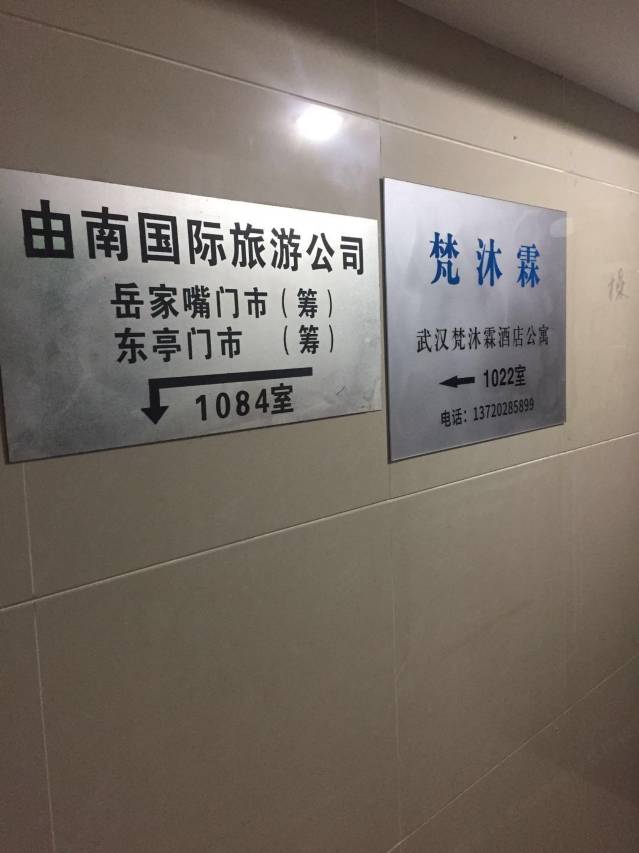 由南国际旅游公司
岳家嘴门市（筹）
东亭门市（筹）
1084室
梵沐霖
武汉梵沐霖酒店公寓
1022室
电话：13720285899